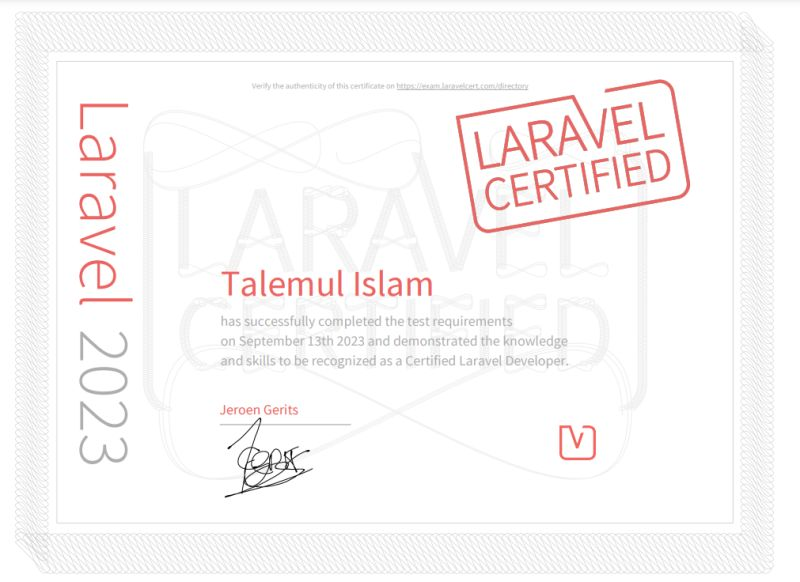 Verify the authenticity of this certificate on https://exam.laravelcert.com/directory
LARAVEL
CERTIFIED
Laravel 2023
LARAVEL
CERTIFIED
Talemul Islam
has successfully completed the test requirements
on September 13th 2023 and demonstrated the knowledge
and skills to be recognized as a Certified Laravel Developer.
Jeroen Gerits
V